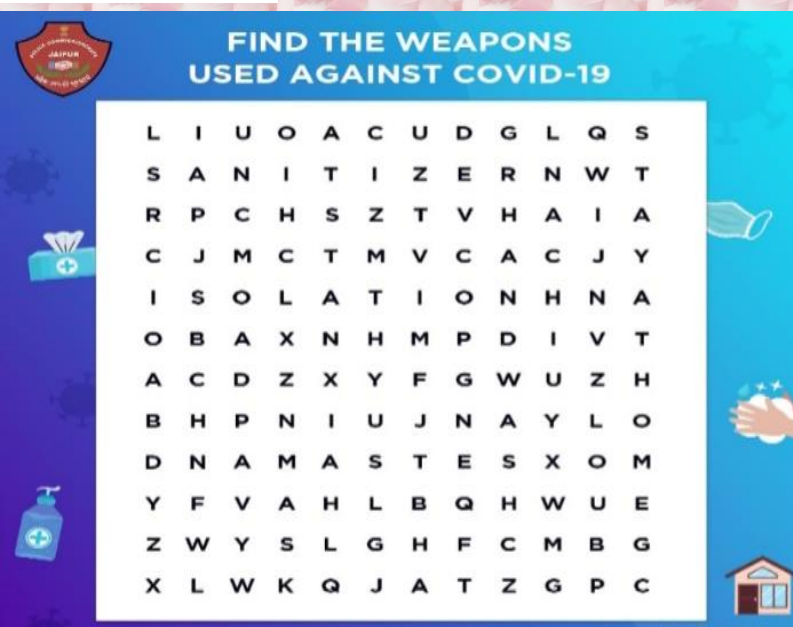 JAIPUR
FIND THE WEAPONS
USED AGAINST COVID-19
L I U O A C U D G L Q S
S A N I T I Z E R N W T
R P C H S Z T V H A I A
C J M C T M V C A C J Y
I S O L A T I O N H N A
O B A X N H M P D I V T
A C D Z X Y F G W U Z H
B H P N I U J N A Y L O
D N A M A S T E S X O M
Y F V A H L B Q H W U E
Z W Y S L G H F C M B G
X L W K Q J A T Z G P C